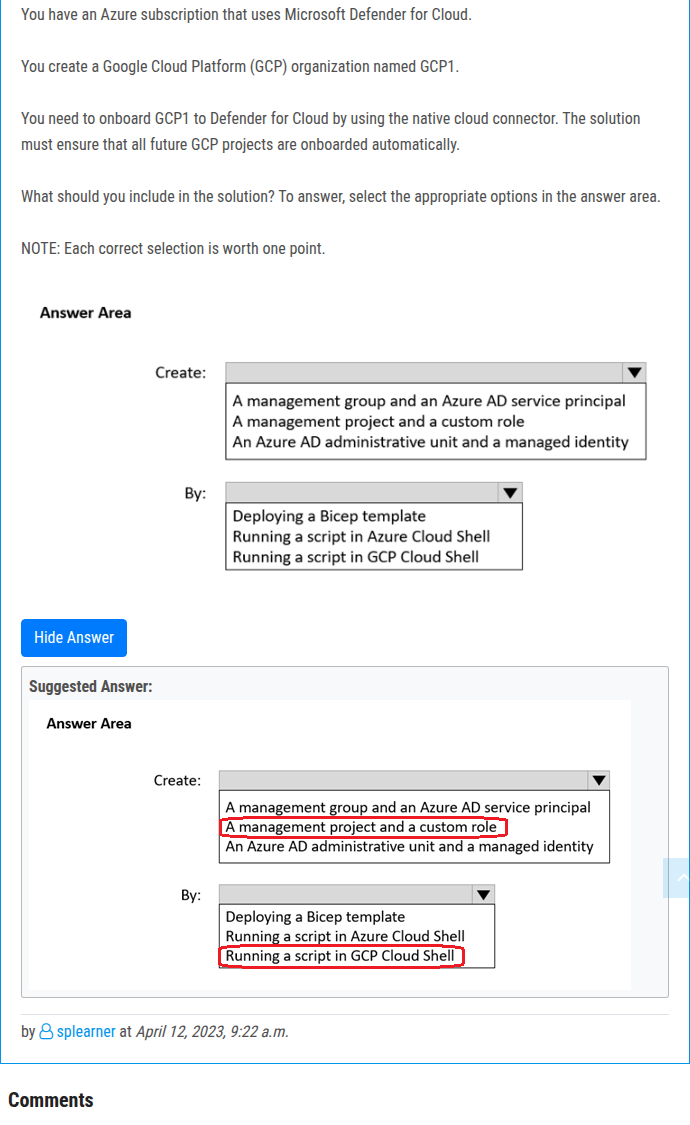 You have an Azure subscription that uses Microsoft Defender for Cloud.
You create a Google Cloud Platform (GCP) organization named GCP1.
You need to onboard GCP1 to Defender for Cloud by using the native cloud connector. The solution
must ensure that all future GCP projects are onboarded automatically.
What should you include in the solution? To answer, select the appropriate options in the answer area.
NOTE: Each correct selection is worth one point.
Answer Area
Create:
A management group and an Azure AD service principal
A management project and a custom role
An Azure AD administrative unit and a managed identity
By:
Deploying a Bicep template
Running a script in Azure Cloud Shell
Running a script in GCP Cloud Shell
Hide Answer
Suggested Answer:
Answer Area
Create:
A management group and an Azure AD service principal
A management project and a custom role
An Azure AD administrative unit and a managed identity
By:
Deploying a Bicep template
Running a script in Azure Cloud Shell
Running a script in GCP Cloud Shell
by splearner at April 12, 2023, 9:22 a.m.
Comments